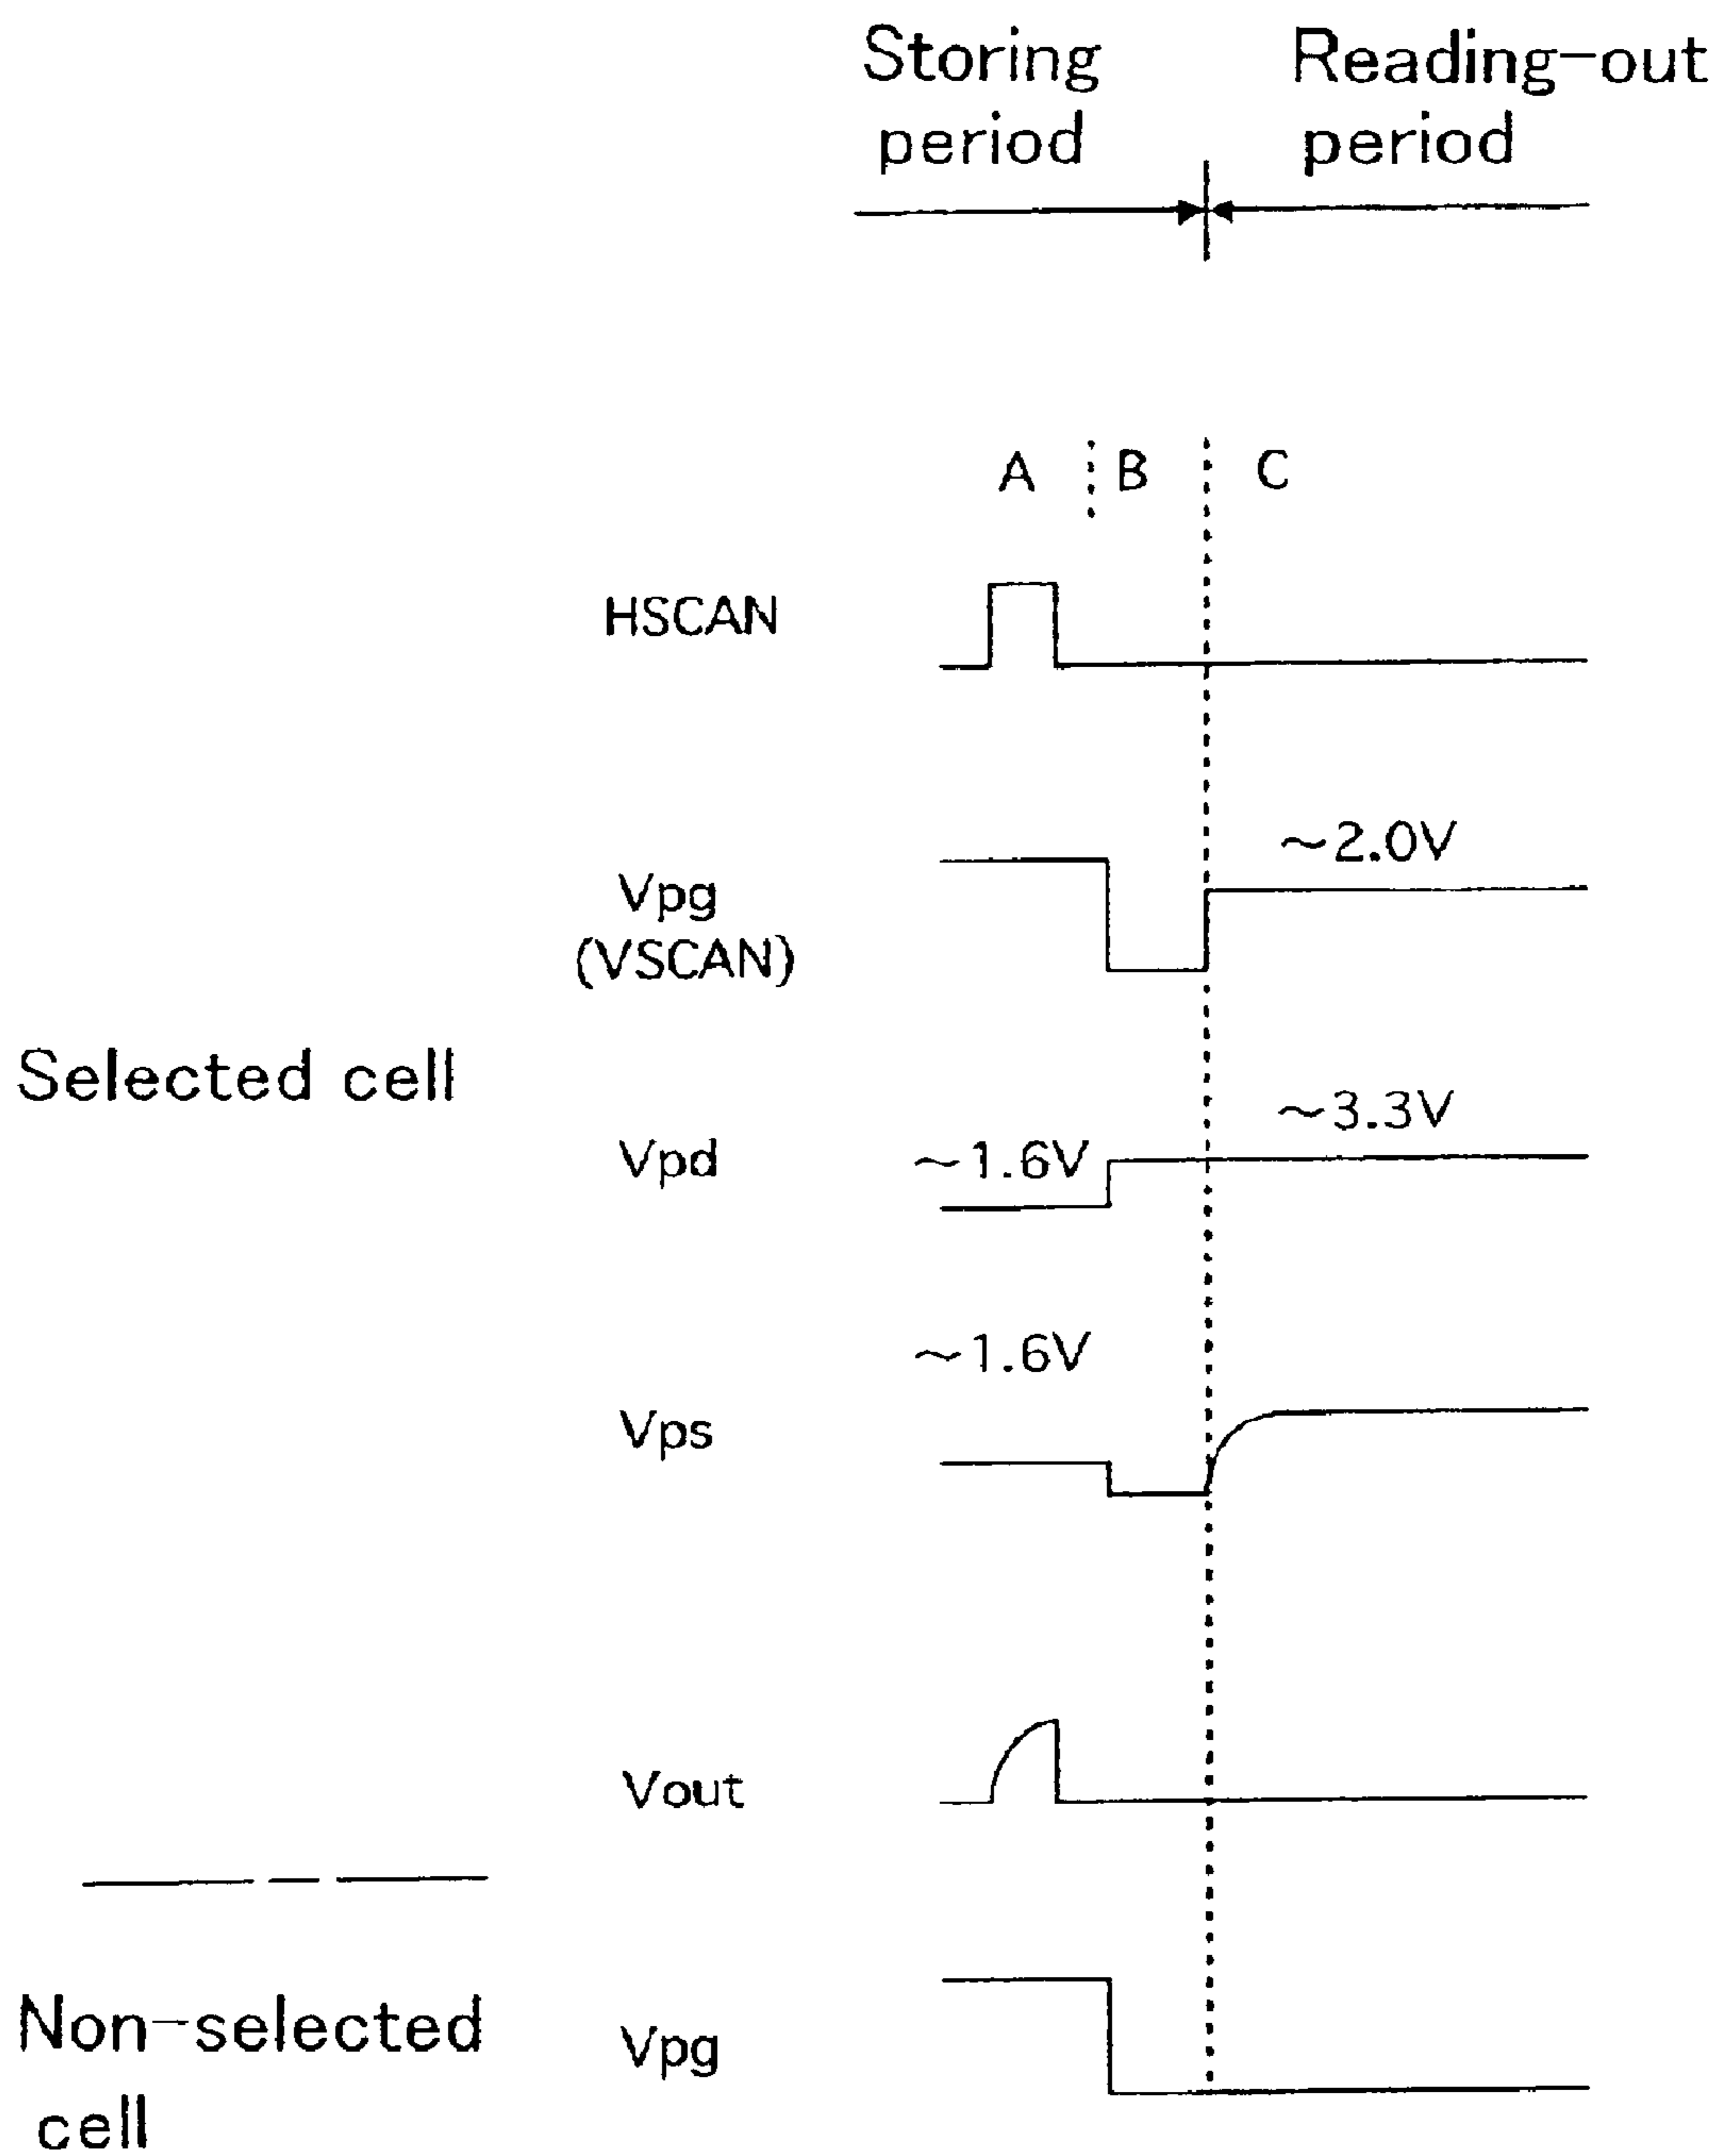 Storing
period
Reading-out
period
A
B
C
HSCAN
~2.0V
Vpg
(VSCAN)
Selected cell
~3.3V
Vpd
~1.6V
~1.6V
Vps
Vout
Non-selected
cell
Vpg